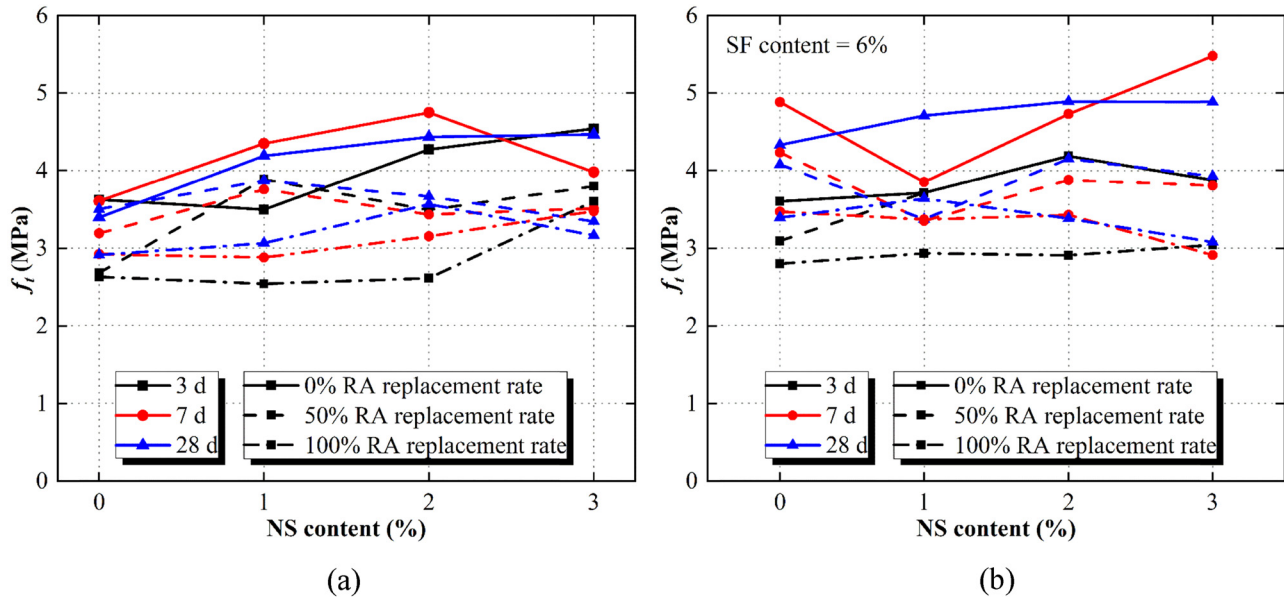 6
5
4
3
2
1
0
f_t (MPa)
3 d
7 d
28 d
0% RA replacement rate
50% RA replacement rate
100% RA replacement rate
0 1 2 3
NS content (%)
(a)
6
5
4
3
2
1
0
f_t (MPa)
SF content = 6%
3 d
7 d
28 d
0% RA replacement rate
50% RA replacement rate
100% RA replacement rate
0 1 2 3
NS content (%)
(b)